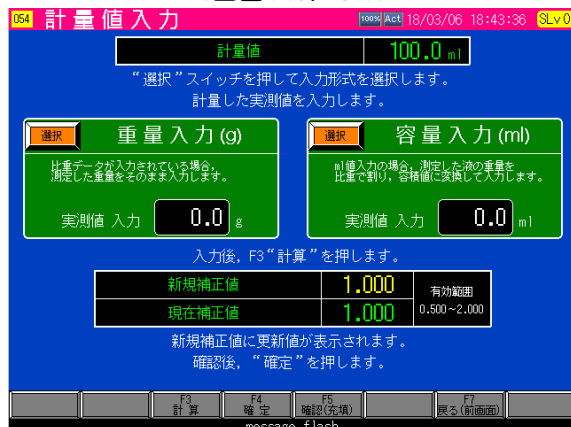 054 計量値入力 100% Act 18/03/06 18:43:36 SLv0
計量値 100.0 ml
“選択”スイッチを押して入力形式を選択します。
計量した実測値を入力します。
選択 重量入力(g)
比重データが入力されている場合,
測定した重量をそのまま入力します。
実測値 入力 0.0 g
選択 容量入力(ml)
ml値入力の場合, 測定した液の重量を
比重で割り, 容積値に変換して入力します。
実測値 入力 0.0 ml
入力後, F3“計算”を押します。
新規補正値 1.000
現在補正値 1.000
有効範囲
0.500~2.000
新規補正値に更新値が表示されます。
確認後, “確定”を押します。
F3
計 算
F4
確 定
F5
確認(充填)
F7
戻る(前画面)
message flash